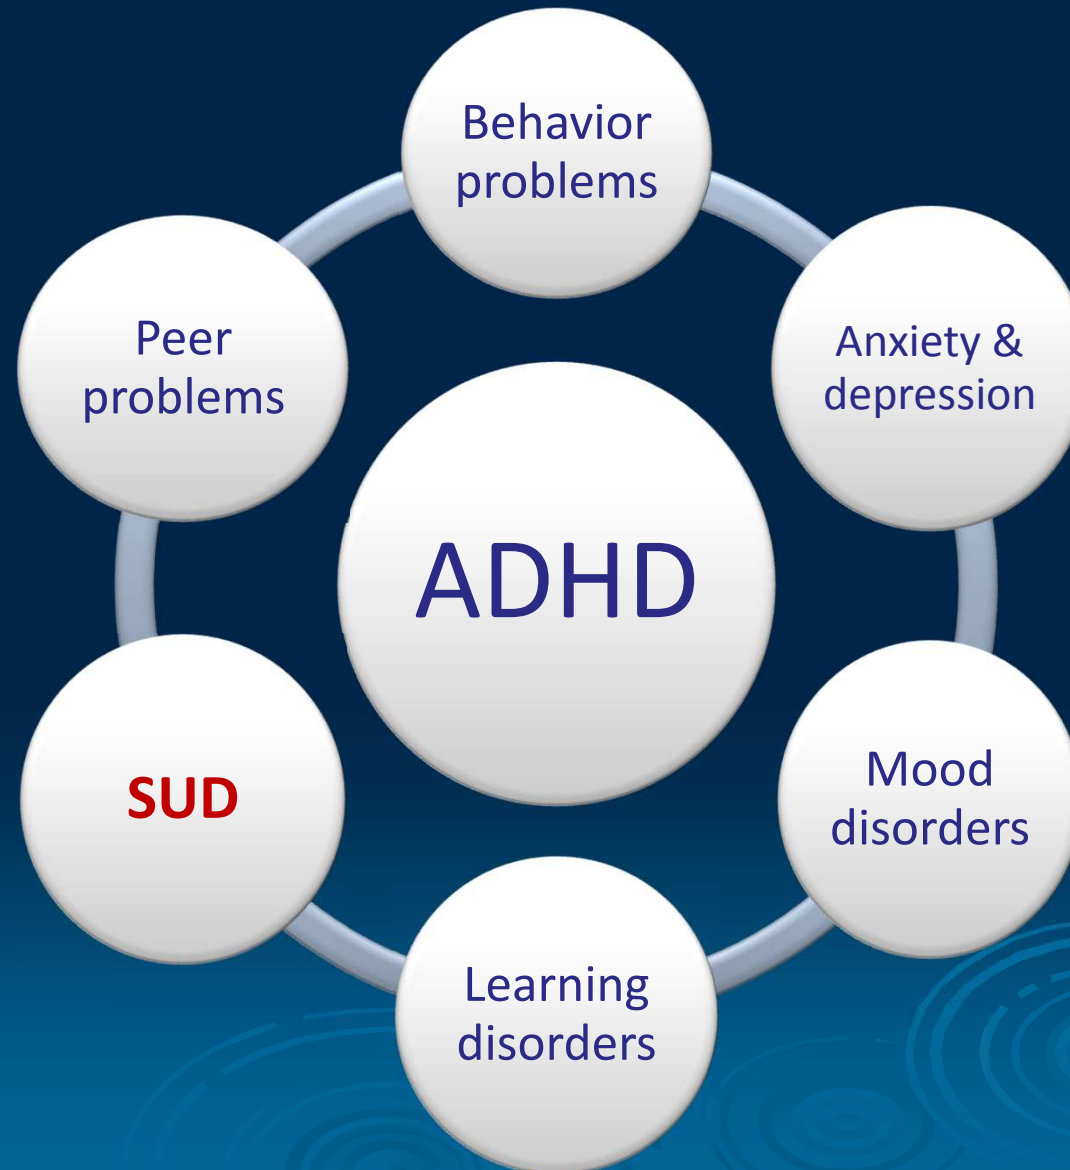 Behavior
problems
Anxiety &
depression
Peer
problems
ADHD
Mood
disorders
SUD
Learning
disorders